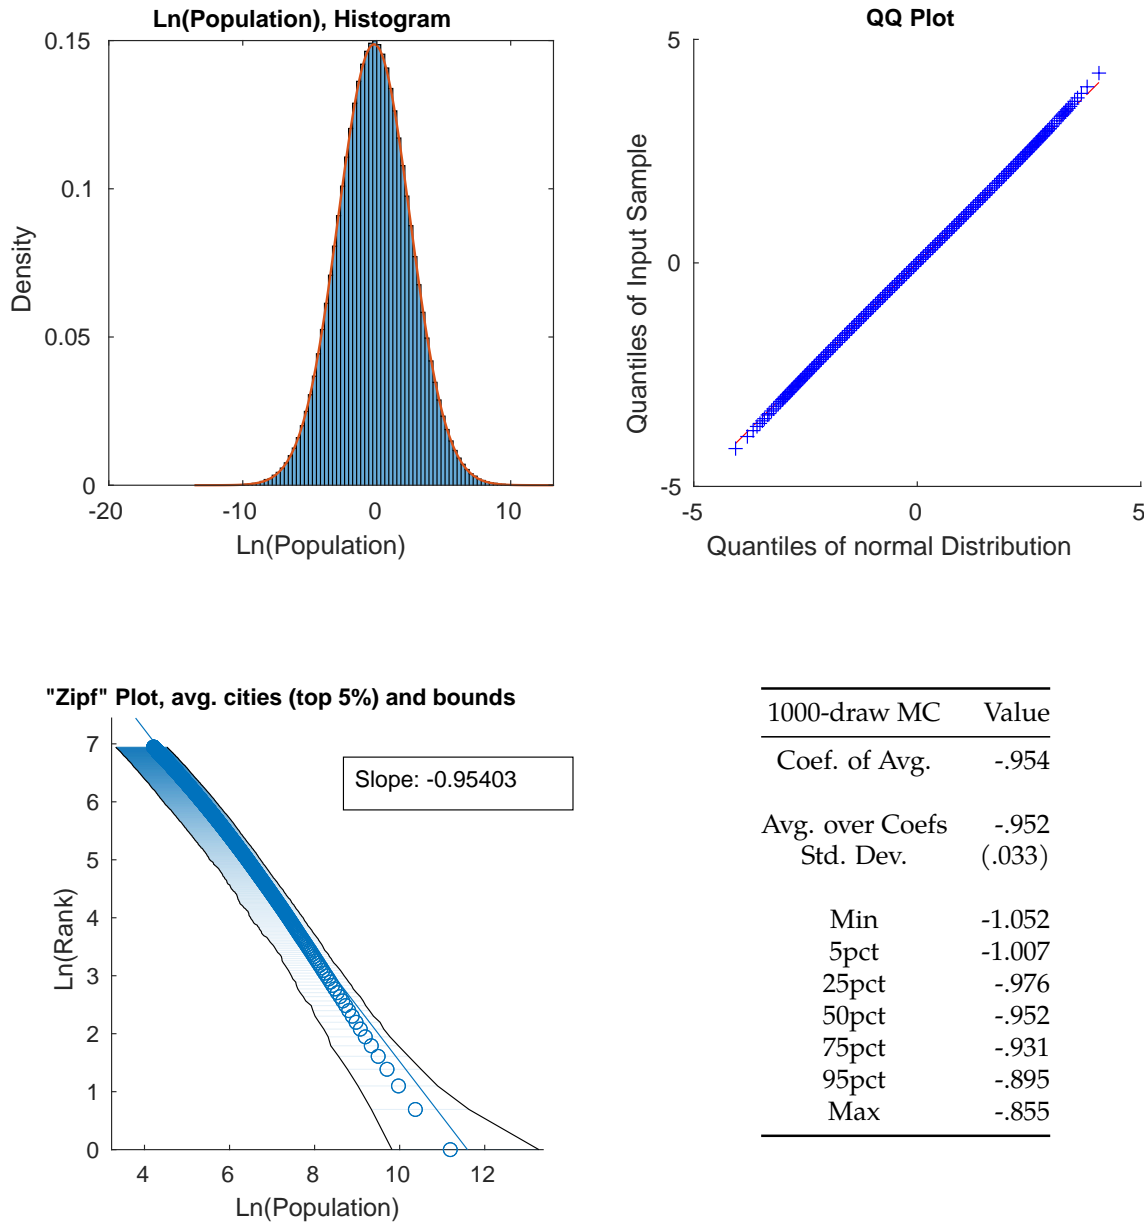 Ln(Population), Histogram
0.15
0.1
0.05
0
-20
-10
0
10
Density
Ln(Population)
QQ Plot
5
0
-5
-5
0
5
Quantiles of Input Sample
Quantiles of normal Distribution
"Zipf" Plot, avg. cities (top 5%) and bounds
7
6
5
4
3
2
1
0
4
6
8
10
12
Ln(Rank)
Ln(Population)
Slope: -0.95403
1000-draw MC Value
Coef. of Avg. -.954
Avg. over Coefs -.952
Std. Dev. (.033)
Min -1.052
5pct -1.007
25pct -.976
50pct -.952
75pct -.931
95pct -.895
Max -.855